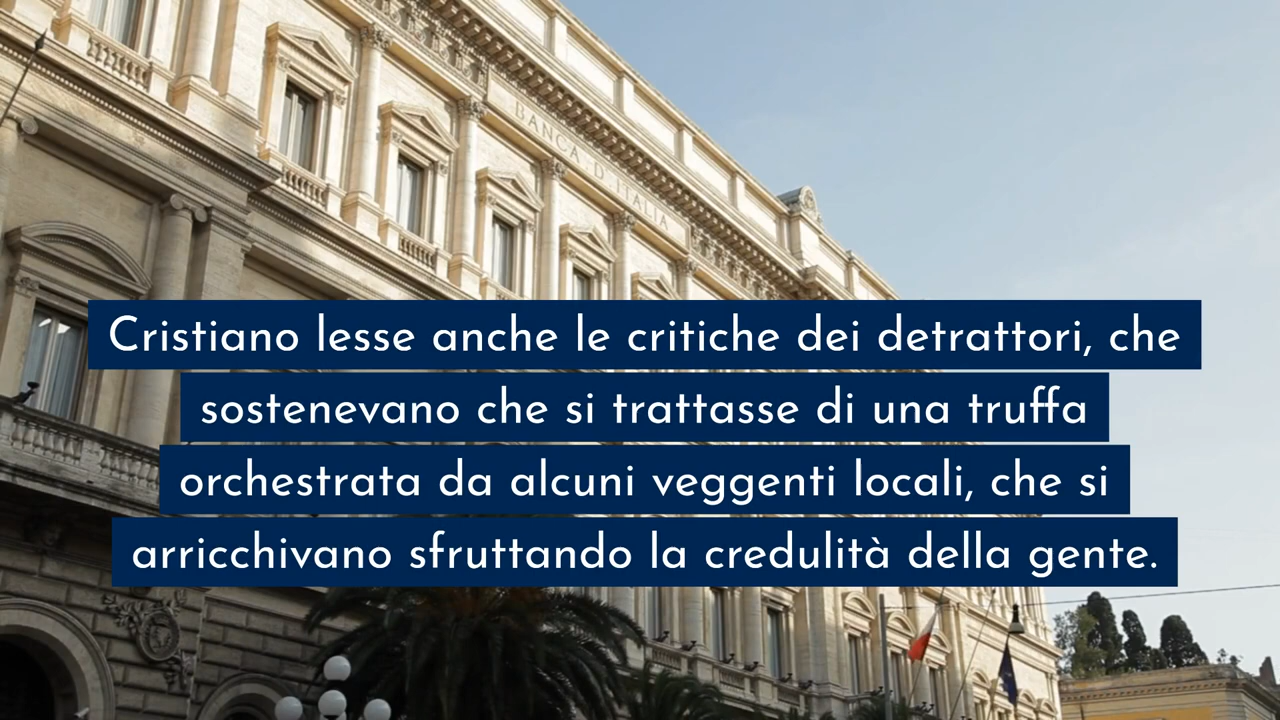 BANCA D'ITALIA
Cristiano lesse anche le critiche dei detrattori, che
sostenevano che si trattasse di una truffa
orchestrata da alcuni veggenti locali, che si
arricchivano sfruttando la credulità della gente.